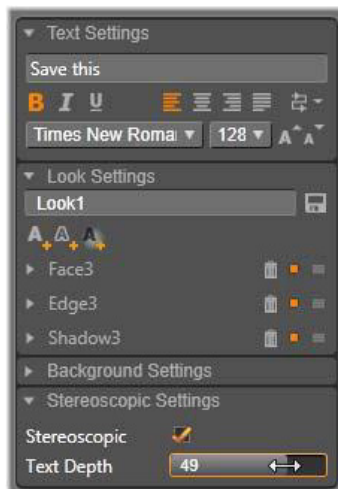 Text Settings
Save this
B I U
Times New Roma 128 A A
Look Settings
Look1
A A A
Face3
Edge3
Shadow3
Background Settings
Stereoscopic Settings
Stereoscopic
Text Depth 49